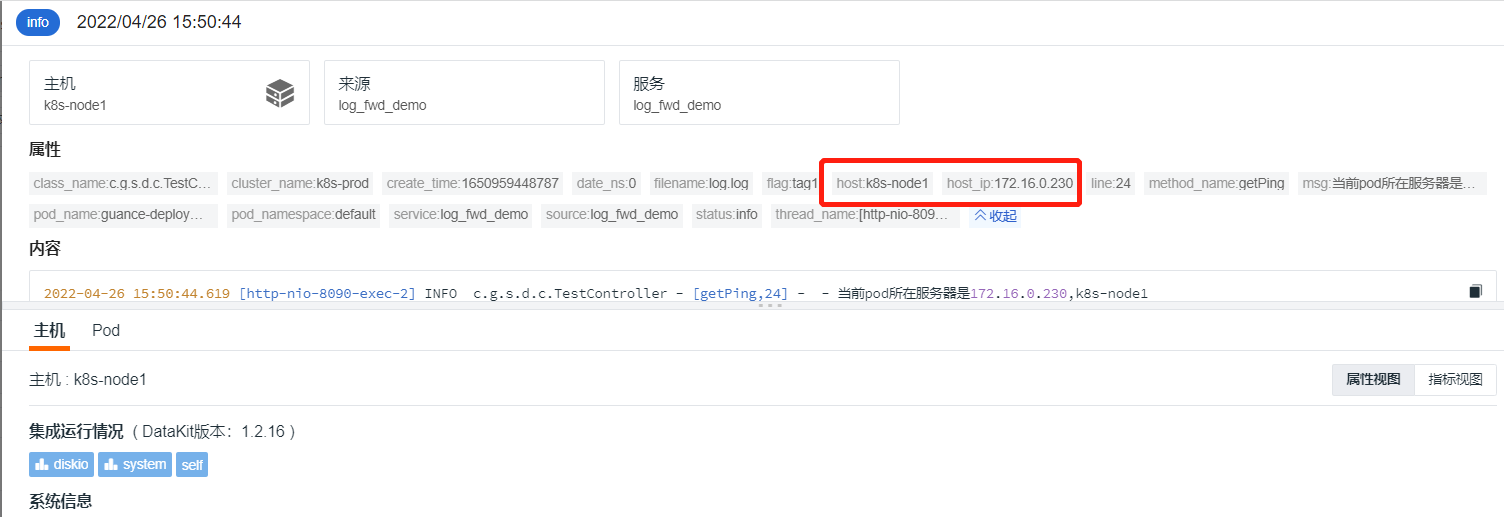 info 2022/04/26 15:50:44
主机 来源 服务
k8s-node1 log_fwd_demo log_fwd_demo
属性
class_name:c.g.s.d.c.TestC... cluster_name:k8s-prod create_time:1650959448787 date_ns:0 filename:log.log flag:tag1 host:k8s-node1 host_ip:172.16.0.230 line:24 method_name:getPing msg:当前pod所在服务器是...
pod_name:guance-deploy... pod_namespace:default service:log_fwd_demo source:log_fwd_demo status:info thread_name:[http-nio-809... 收起
内容
2022-04-26 15:50:44.619 [http-nio-8090-exec-2] INFO c.g.s.d.c.TestController - [getPing,24] - - 当前pod所在服务器是172.16.0.230,k8s-node1
主机 Pod
主机 : k8s-node1 属性视图 指标视图
集成运行情况 ( DataKit版本：1.2.16 )
diskio system self
系统信息